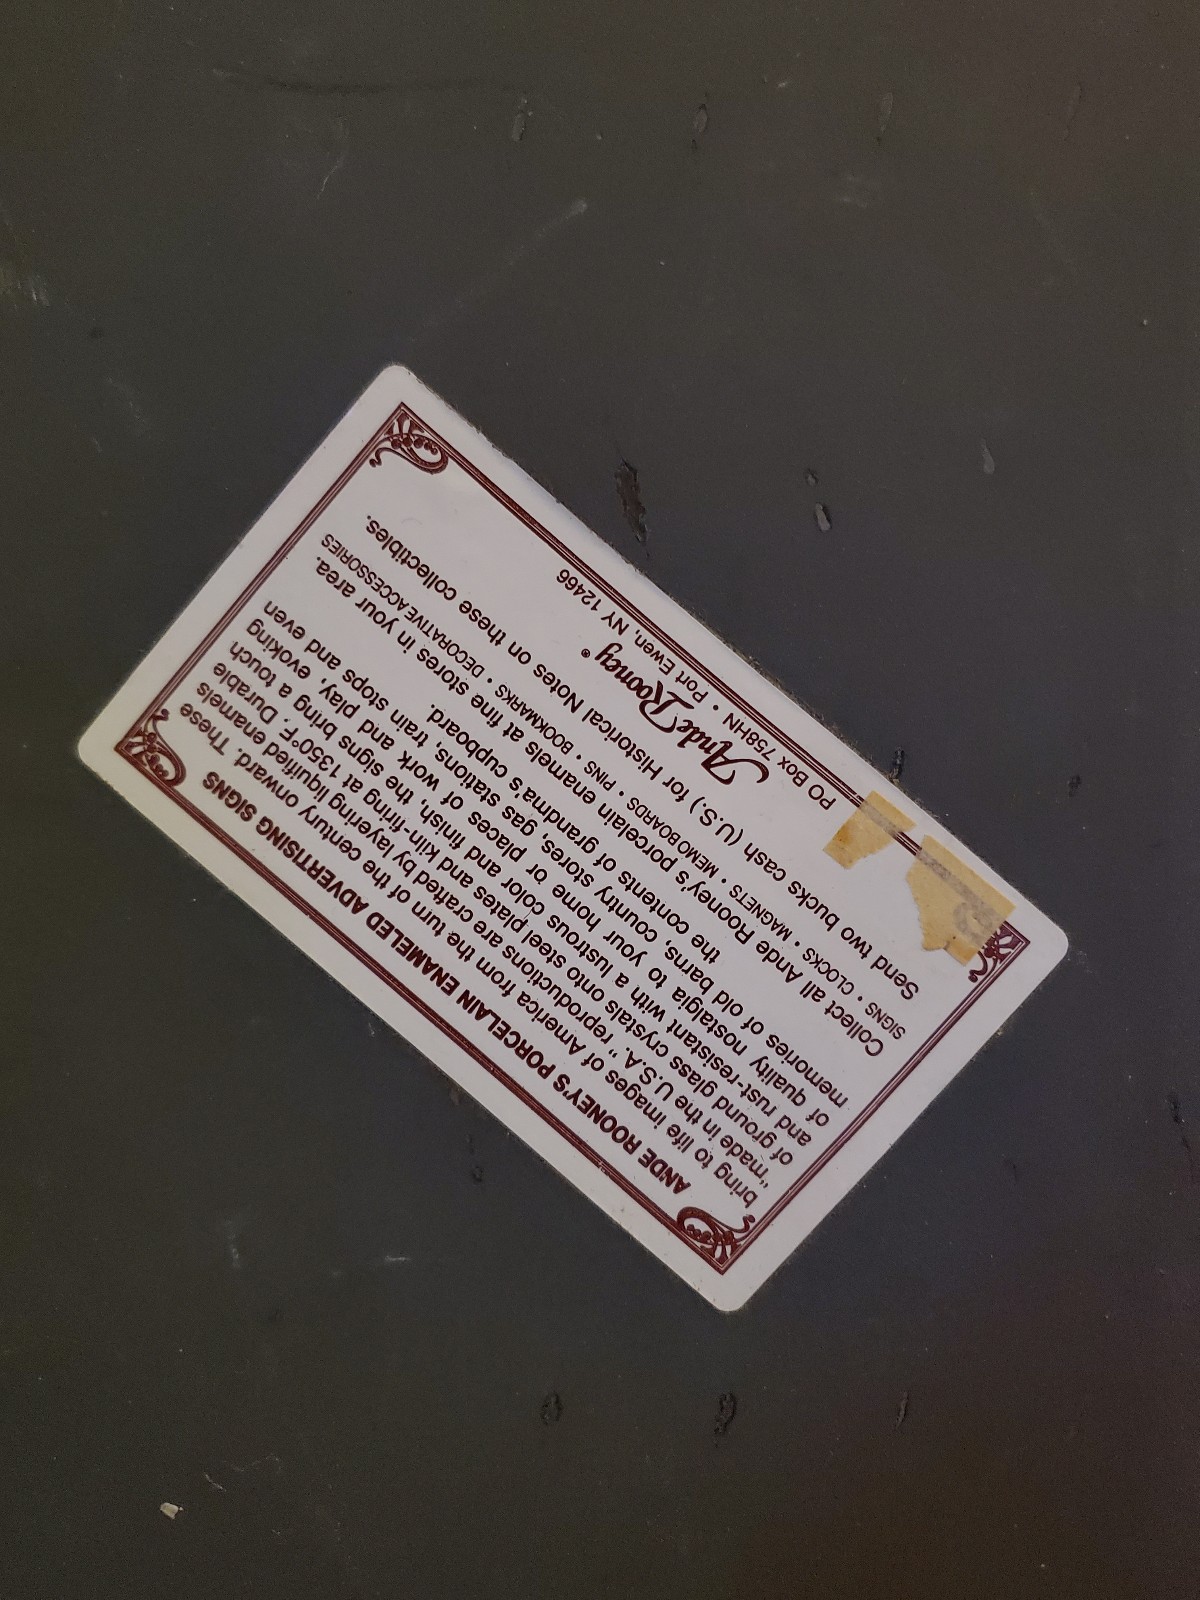 ANDE ROONEY'S PORCELAIN ENAMELED ADVERTISING SIGNS
bring to life images of America from the turn of the century onward. These
"made in the U.S.A." reproductions are crafted by layering liquified enamels
of ground glass crystals onto steel plates and kiln-firing at 1350°F. Durable
and rust-resistant with a lustrous color and finish, the signs bring a touch
of quality nostalgia to your home or places of work and play, evoking
memories of old barns, country stores, gas stations, train stops and even
the contents of grandma's cupboard.
Collect all Ande Rooney's porcelain enamels at fine stores in your area.
SIGNS • CLOCKS • MAGNETS • MEMO BOARDS • PINS • BOOKMARKS • DECORATIVE ACCESSORIES
Send two bucks cash (U.S.) for Historical Notes on these collectibles.
Ande Rooney®
PO Box 758HN • Port Ewen, NY 12466